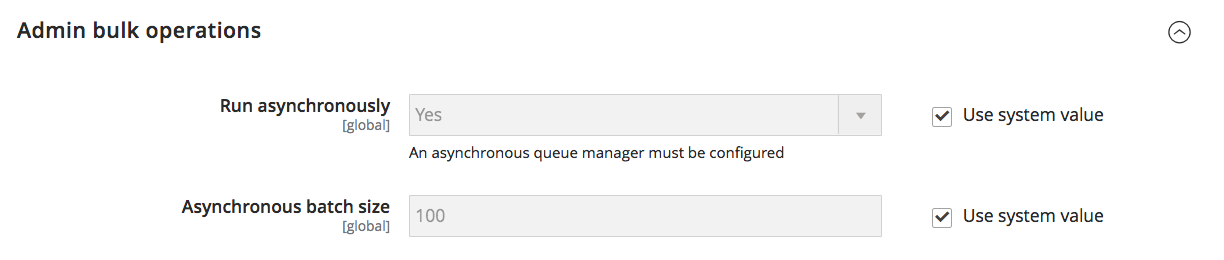 Admin bulk operations
Run asynchronously
[global]
Yes
Use system value
An asynchronous queue manager must be configured
Asynchronous batch size
[global]
100
Use system value